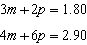 3m + 2p = 1.80
4m + 6p = 2.90